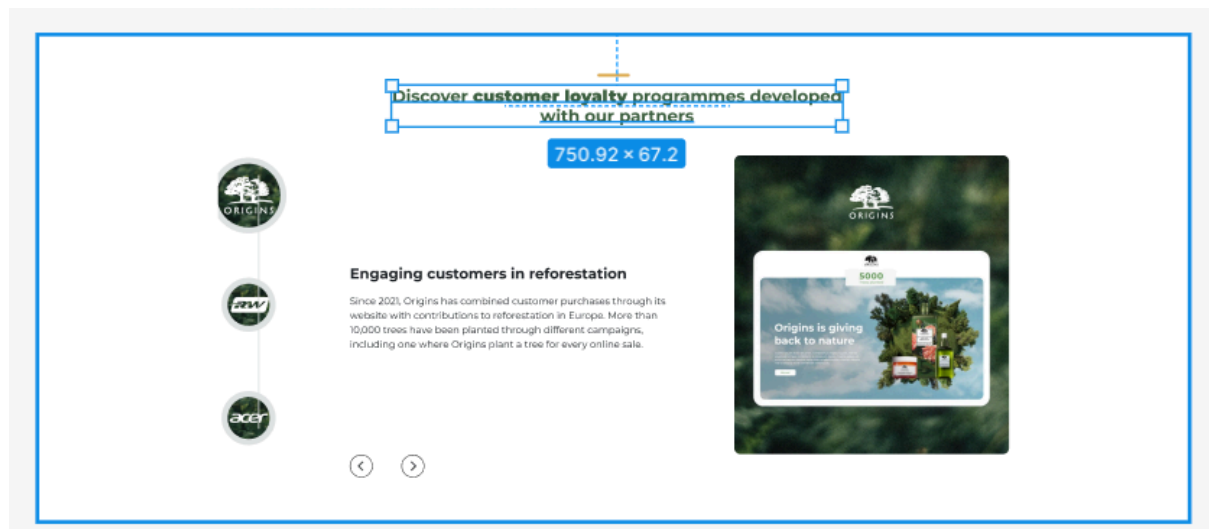 Discover customer loyalty programmes developed
with our partners
750.92 × 67.2
ORIGINS
acer
Engaging customers in reforestation
Since 2021, Origins has combined customer purchases through its
website with contributions to reforestation in Europe. More than
10,000 trees have been planted through different campaigns,
including one where Origins plant a tree for every online sale.
ORIGINS
5000
Origins is giving
back to nature